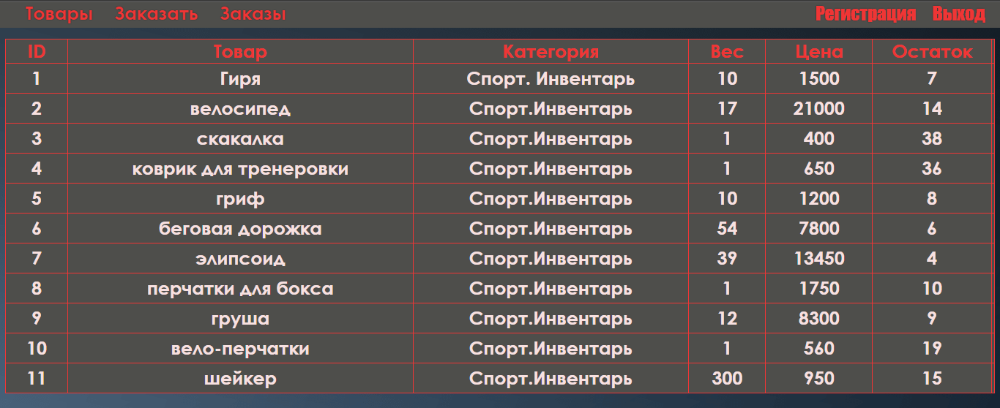 Товары Заказать Заказы Регистрация Выход
ID Товар Категория Вес Цена Остаток
1 Гиря Спорт. Инвентарь 10 1500 7
2 велосипед Спорт.Инвентарь 17 21000 14
3 скакалка Спорт.Инвентарь 1 400 38
4 коврик для тренеровки Спорт.Инвентарь 1 650 36
5 гриф Спорт.Инвентарь 10 1200 8
6 беговая дорожка Спорт.Инвентарь 54 7800 6
7 элипсоид Спорт.Инвентарь 39 13450 4
8 перчатки для бокса Спорт.Инвентарь 1 1750 10
9 груша Спорт.Инвентарь 12 8300 9
10 вело-перчатки Спорт.Инвентарь 1 560 19
11 шейкер Спорт.Инвентарь 300 950 15